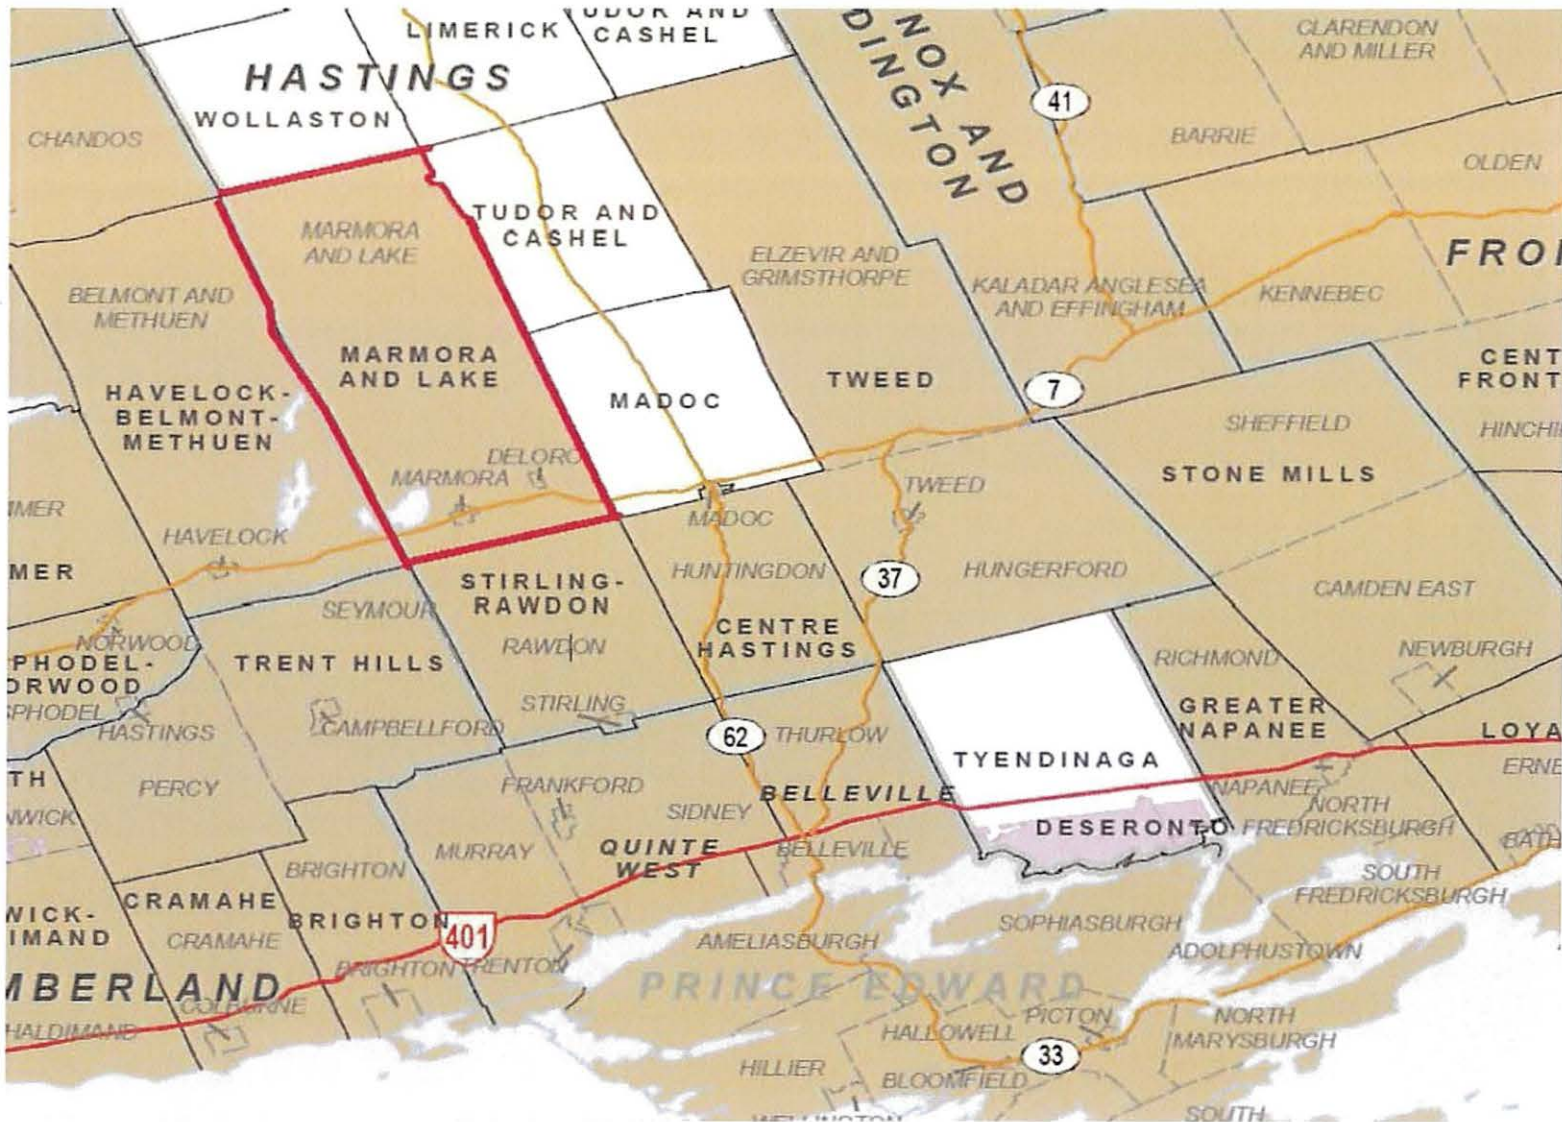 LIMERICK
TUDOR AND
CASHEL
HASTINGS
WOLLASTON
CHANDOS
NOX AND
DINGTON
41
CLARENDON
AND MILLER
BARRIE
OLDEN
MARMORA
AND LAKE
TUDOR AND
CASHEL
ELZEVIR AND
GRIMSTHORPE
KALADAR ANGLESEA
AND EFFINGHAM
KENNEBEC
FRO
BELMONT AND
METHUEN
MARMORA
AND LAKE
HAVELOCK-
BELMONT-
METHUEN
MADOC
TWEED
7
CENT
FRONT
SHEFFIELD
HINCHI
STONE MILLS
DELORO
MARMORA
TWEED
MADOC
HAVELOCK
MMER
MER
HUNTINGDON
37
HUNGERFORD
STIRLING-
RAWDON
SEYMOUR
CAMDEN EAST
RAWDON
CENTRE
HASTINGS
NORWOOD
PHODEL-
ORWOOD
SPHODEL
HASTINGS
TRENT HILLS
RICHMOND
NEWBURGH
STIRLING
CAMPBELLFORD
GREATER
NAPANEE
LOYA
62
THURLOW
TYENDINAGA
TH
NWICK
PERCY
FRANKFORD
SIDNEY
BELLEVILLE
NAPANEE
ERNE
DESERONTO
NORTH
FREDRICKSBURGH
BATH
MURRAY
QUINTE
WEST
BELLEVILLE
BRIGHTON
SOUTH
FREDRICKSBURGH
WICK-
IMAND
CRAMAHE
CRAMAHE
BRIGHTON
401
AMELIASBURGH
SOPHIASBURGH
ADOLPHUSTOWN
BRIGHTON
TRENTON
MBERLAND
PRINCE EDWARD
COLBORNE
HALDIMAND
HALLOWELL
PICTON
NORTH
MARYSBURGH
33
HILLIER
BLOOMFIELD
WELLINGTON
SOUTH